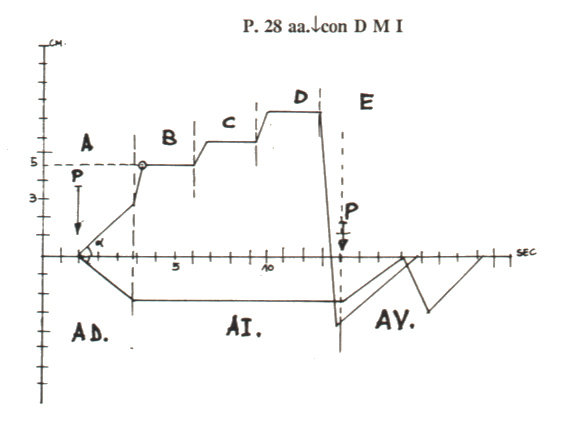 P. 28 aa.↓con D M I
CM.
A B C D E
5
P
3
P
α
5 10 SEC
AD. AI. AV.